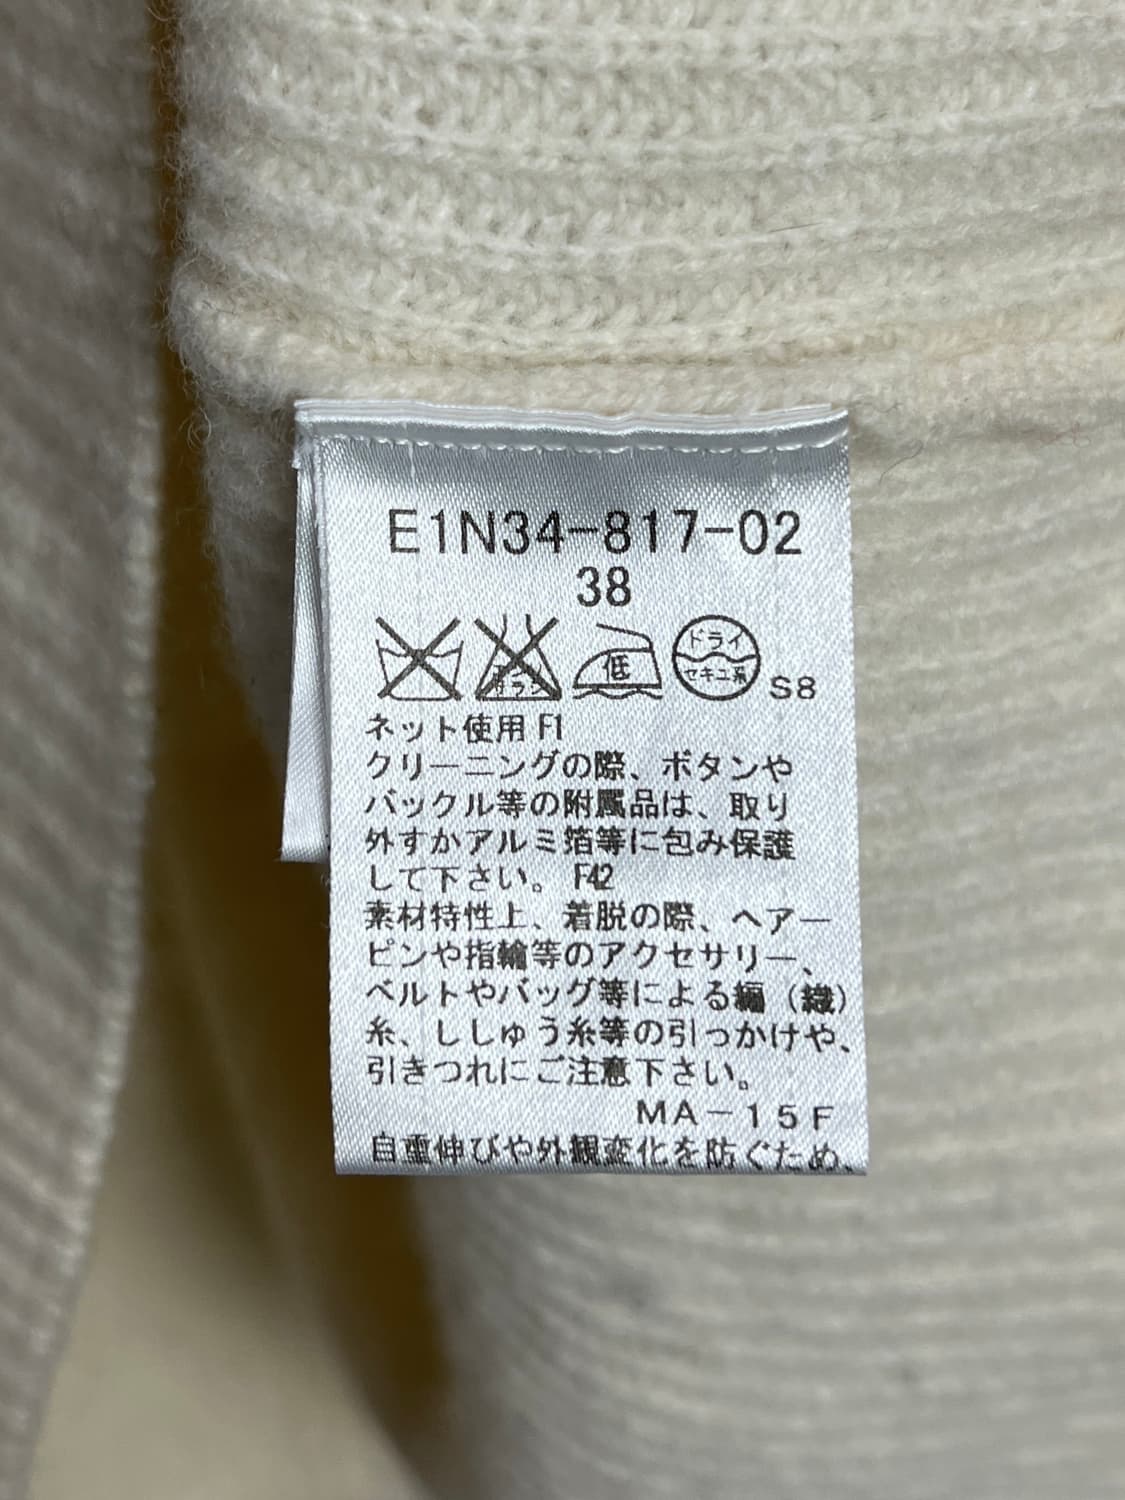 E1N34-817-02
38
サラシ
低
ドライ
セキユ系
S8
ネット使用 F1
クリーニングの際、ボタンや
バックル等の附属品は、取り
外すかアルミ箔等に包み保護
して下さい。 F42
素材特性上、着脱の際、ヘアー
ピンや指輪等のアクセサリー、
ベルトやバッグ等による編（織）
糸、ししゅう糸等の引っかけや、
引きつれにご注意下さい。
MA-15F
自重伸びや外観変化を防ぐため、